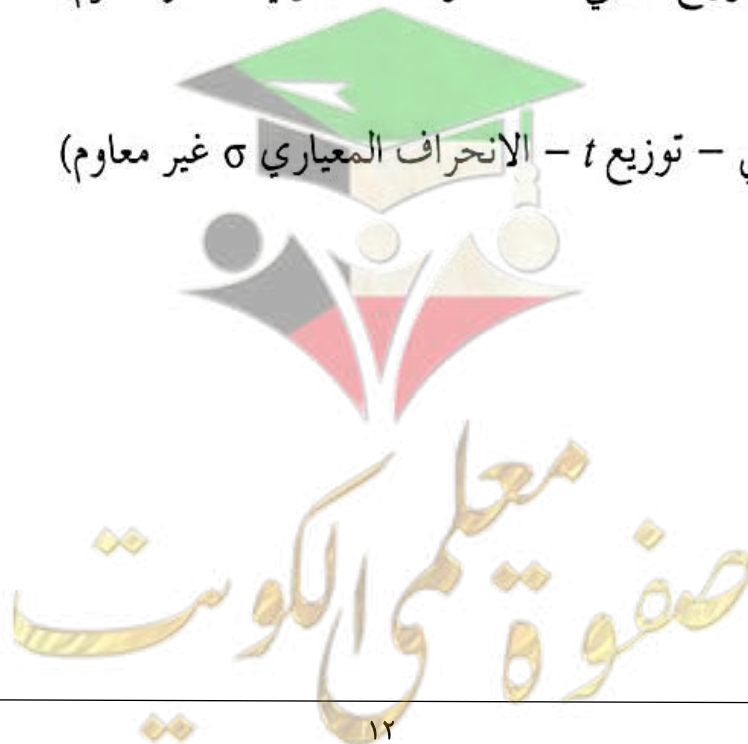 – توزيع t – الانحراف المعياري σ غير معلوم)
صفوة معلمي الكويت
١٢